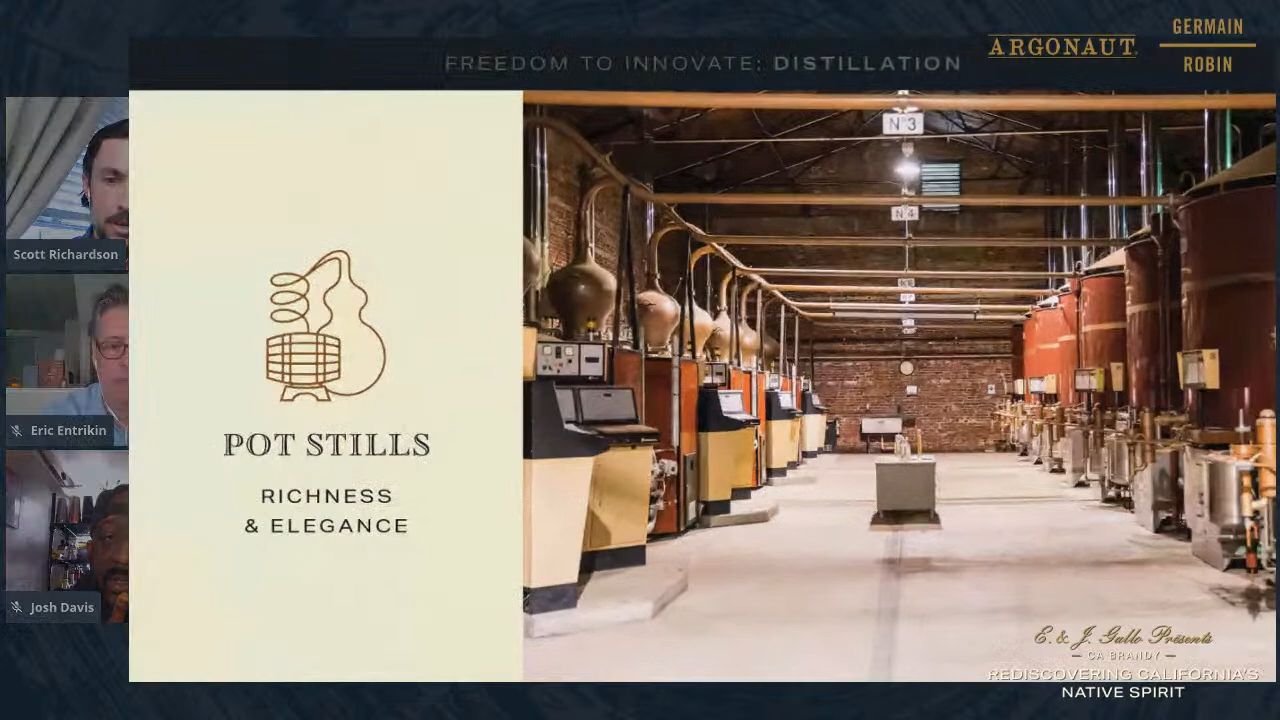 FREEDOM TO INNOVATE: DISTILLATION
ARGONAUT
GERMAIN
ROBIN
Scott Richardson
Eric Entrikin
Josh Davis
POT STILLS
RICHNESS
& ELEGANCE
N°3
N°4
E. & J. Gallo Presents
CA BRANDY
REDISCOVERING CALIFORNIA'S
NATIVE SPIRIT